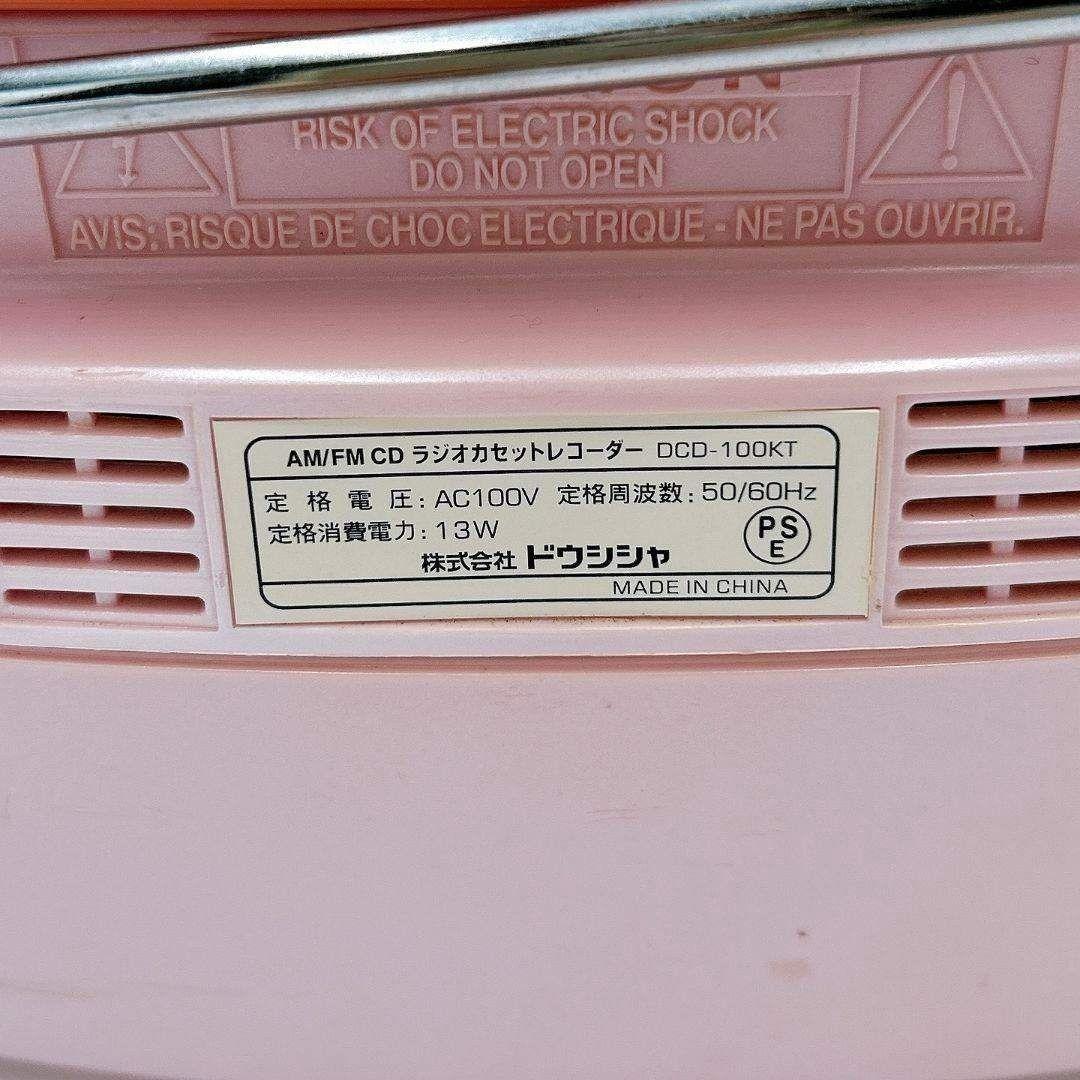 RISK OF ELECTRIC SHOCK
DO NOT OPEN
AVIS: RISQUE DE CHOC ELECTRIQUE - NE PAS OUVRIR.
AM/FM CD ラジオカセットレコーダー DCD-100KT
定格電圧: AC100V 定格周波数: 50/60Hz
定格消費電力: 13W
PS
E
株式会社 ドウシシャ
MADE IN CHINA